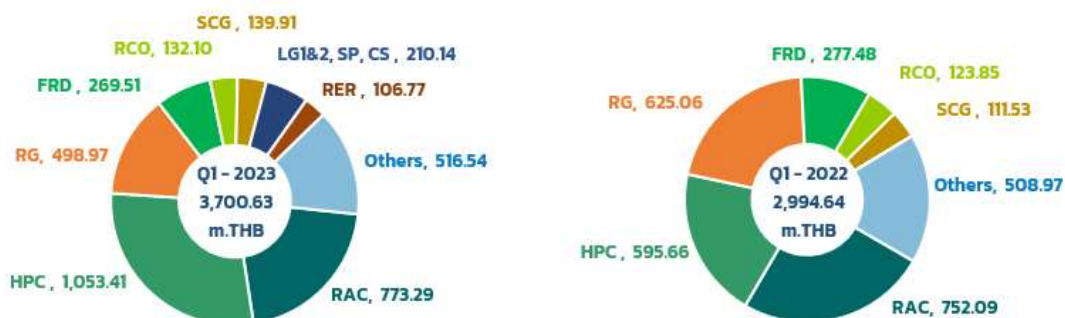 SCG , 139.91
RCO, 132.10
LG1&2, SP, CS , 210.14
FRD , 269.51
RER , 106.77
RG, 498.97
Others, 516.54
Q1 - 2023
3,700.63
m.THB
HPC , 1,053.41
RAC, 773.29
FRD , 277.48
RCO, 123.85
RG, 625.06
SCG , 111.53
Q1 - 2022
2,994.64
m.THB
Others, 508.97
HPC , 595.66
RAC, 752.09